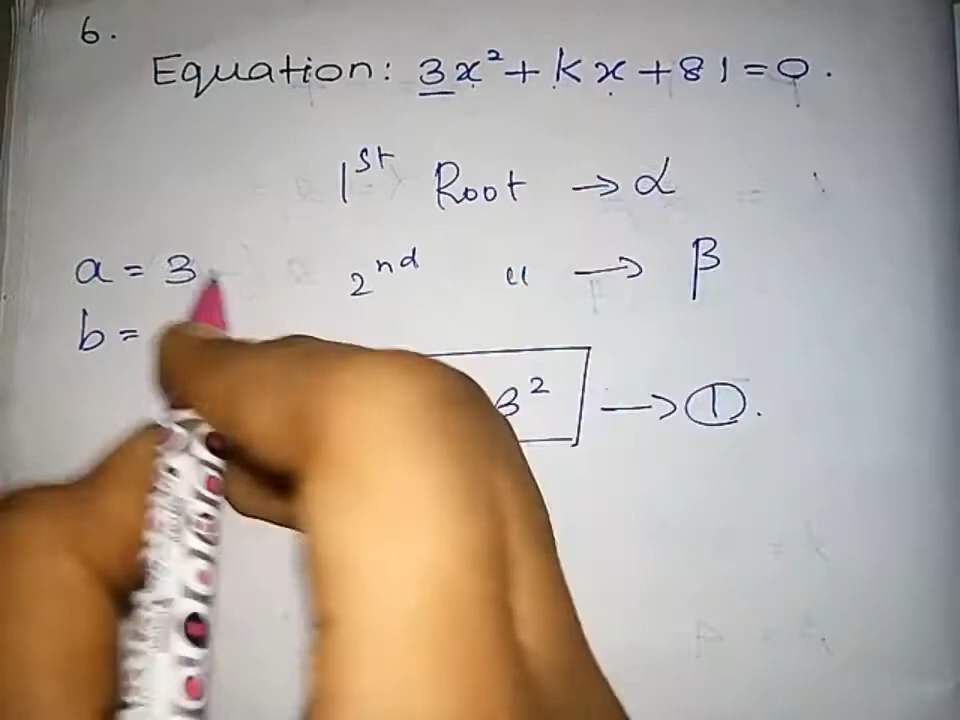 6.
Equation: 3x² + kx + 81 = 0.
1st Root → α
a = 3 2nd " → β
b =
β² → ①.